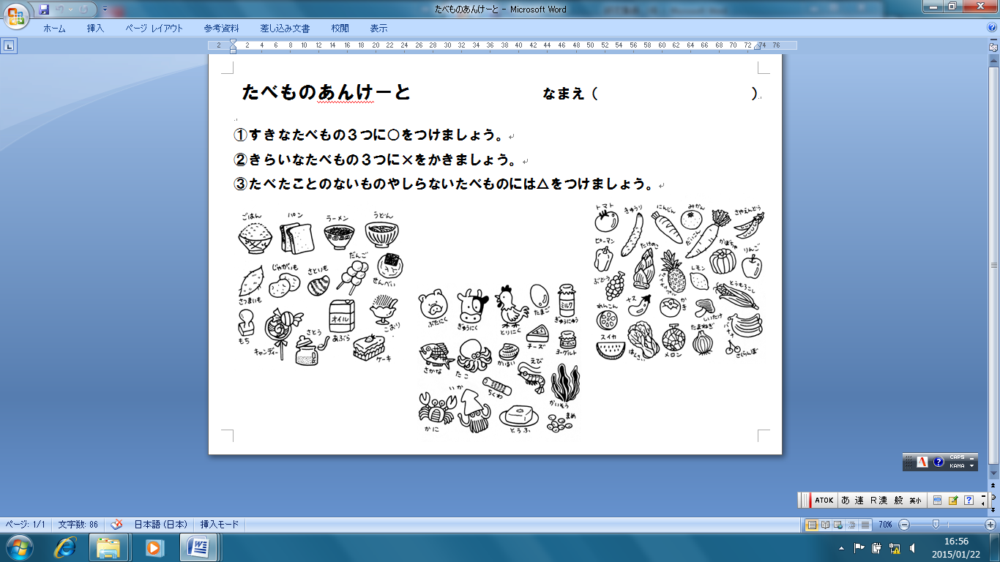 たべものあんけーと - Microsoft Word
ホーム 挿入 ページ レイアウト 参考資料 差し込み文書 校閲 表示
2 2 4 6 8 10 12 14 16 18 20 22 24 26 28 30 32 34 36 38 40 42 44 46 48 50 52 54 56 58 60 62 64 66 68 70 72 74 76
たべものあんけーと なまえ（ ）
①すきなたべもの３つに〇をつけましょう。
②きらいなたべもの３つに×をかきましょう。
③たべたことのないものやしらないたべものには△をつけましょう。
ごはん パン ラーメン うどん
さつまいも じゃがいも さといも だんご せんべい
もち キャンディー さとう オイル あぶら こおり ケーキ
ぶたにく ぎゅうにく とりにく たまご ミルク ぎゅうにゅう
チーズ ヨーグルト
さかな たこ かいるい えび
かに いか ちくわ とうふ かいそう まめ
トマト きゅうり にんじん みかん だいこん さやえんどう
ピーマン たけのこ パイナップル かぼちゃ りんご
ぶどう レモン とうもろこし
れんこん ナス かき しいたけ バナナ
スイカ はくさい メロン たまねぎ さくらんぼ
A ? CAPS
KANA
ATOK あ 連 R漢 般 英小
ページ: 1/1 文字数: 86 日本語 (日本) 挿入モード 70%
16:56
2015/01/22